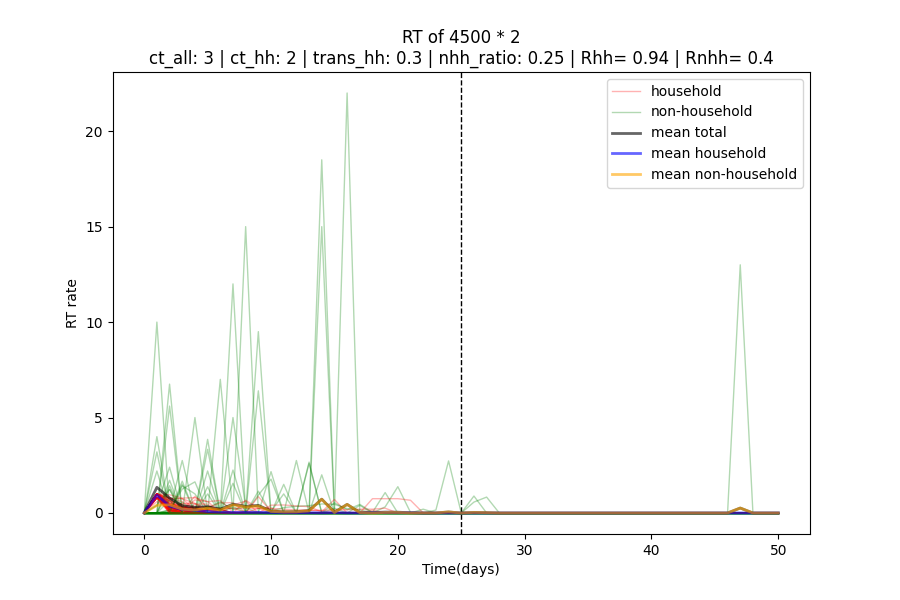 RT of 4500 * 2
ct_all: 3 | ct_hh: 2 | trans_hh: 0.3 | nhh_ratio: 0.25 | Rhh= 0.94 | Rnhh= 0.4
household
non-household
mean total
mean household
mean non-household
20
15
10
5
0
RT rate
0 10 20 30 40 50
Time(days)